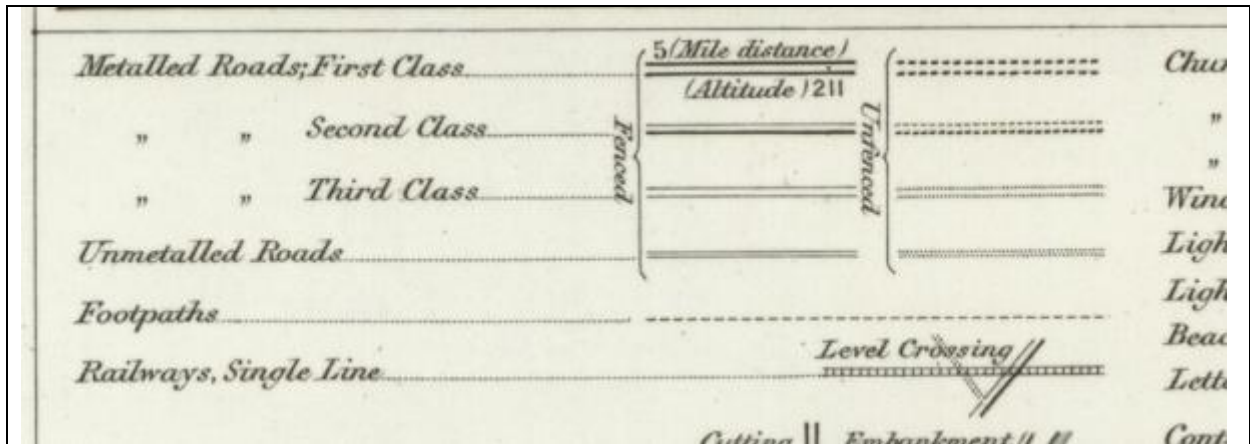 5 (Mile distance)
Metalled Roads; First Class
(Altitude) 211
" " Second Class
" " Third Class
Unmetalled Roads
Fenced
Unfenced
Footpaths
Level Crossing
Railways, Single Line
Cutting Embankment
"
"